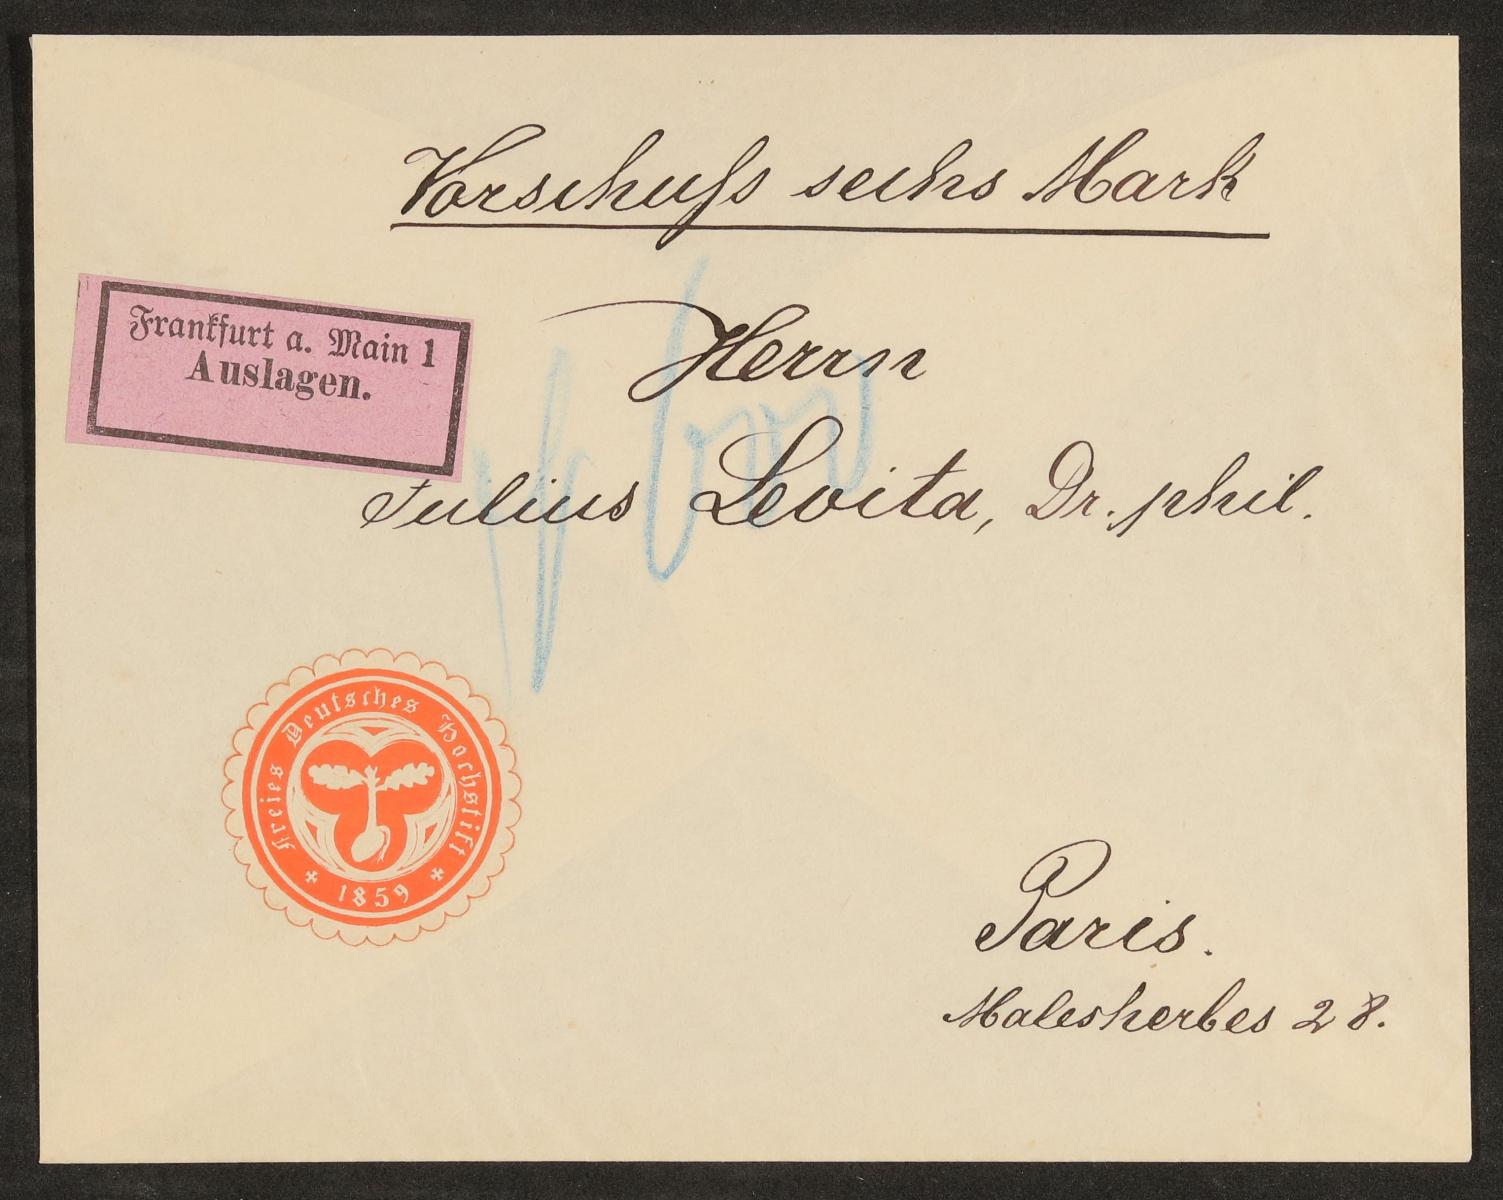 Vorschuſs sechs Mark
Frankfurt a. Main 1
Auslagen.
Herrn
Julius Levita, Dr. phil.
Freies Deutsches Hochstift
1859
Paris.
Malesherbes 28.